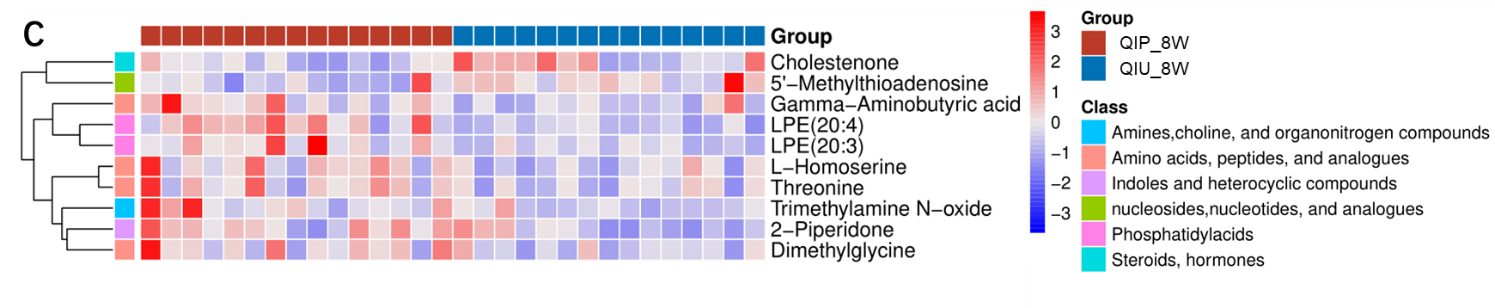 C
Group
Cholestenone
5'−Methylthioadenosine
Gamma−Aminobutyric acid
LPE(20:4)
LPE(20:3)
L−Homoserine
Threonine
Trimethylamine N−oxide
2−Piperidone
Dimethylglycine
3
2
1
0
−1
−2
−3
Group
QIP_8W
QIU_8W
Class
Amines,choline, and organonitrogen compounds
Amino acids, peptides, and analogues
Indoles and heterocyclic compounds
nucleosides,nucleotides, and analogues
Phosphatidylacids
Steroids, hormones